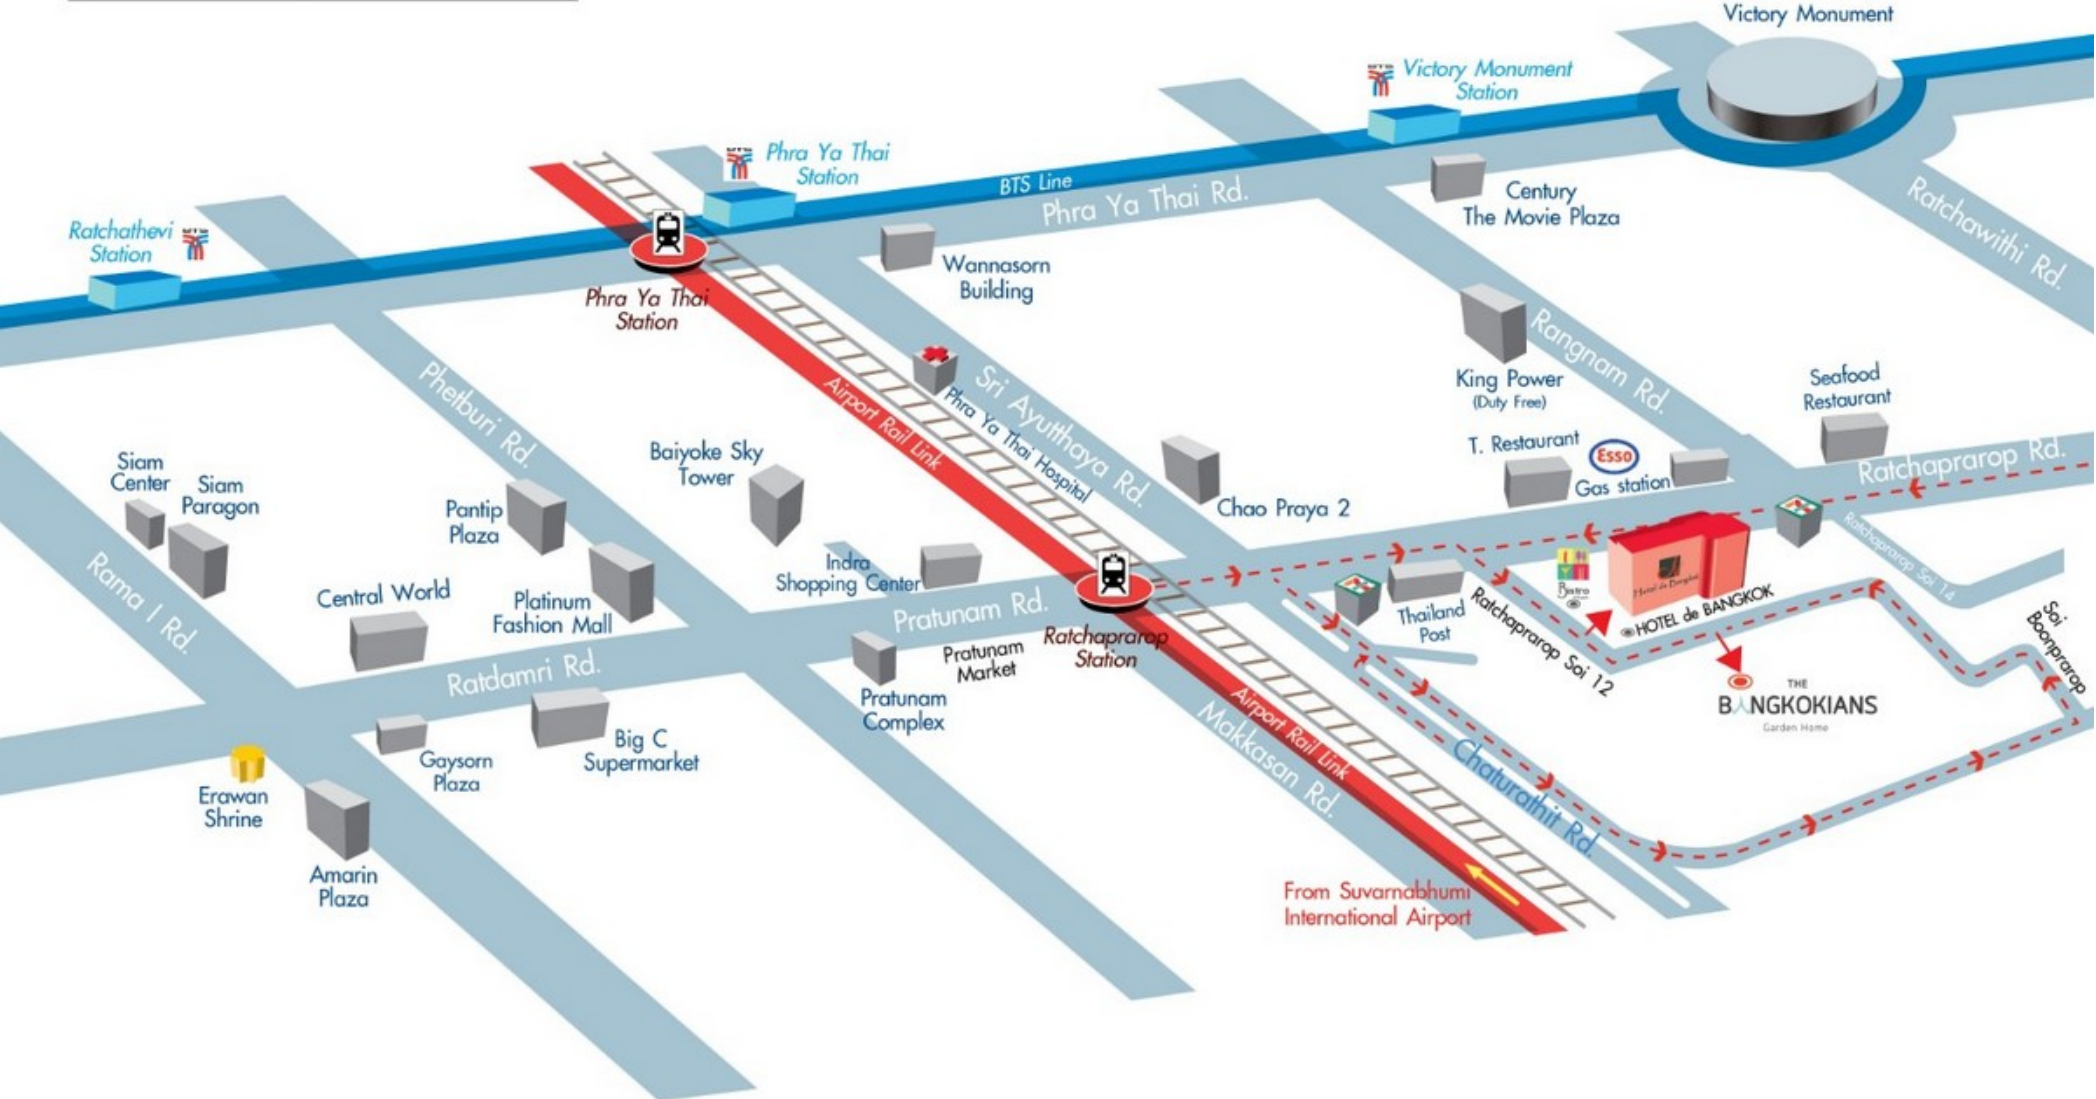 Victory Monument
Victory Monument
Station
Phra Ya Thai
Station
Ratchathevi
Station
BTS Line
Phra Ya Thai Rd.
Century
The Movie Plaza
Ratchawithi Rd.
Wannasorn
Building
Phra Ya Thai
Station
King Power
(Duty Free)
Rangnam Rd.
Seafood
Restaurant
Phetburi Rd.
Airport Rail Link
Phra Ya Thai Hospital
Sri Ayutthaya Rd.
T. Restaurant
Esso
Gas station
Ratchaprarop Rd.
Siam
Center
Siam
Paragon
Baiyoke Sky
Tower
Pantip
Plaza
Chao Praya 2
Ratchaprarop Soi 14
Rama I Rd.
Central World
Platinum
Fashion Mall
Indra
Shopping Center
Pratunam Rd.
Ratchaprarop
Station
Thailand
Post
Ratchaprarop Soi 12
Bistro
Hotel de Bangkok
HOTEL de BANGKOK
Soi
Boonprarop
Ratdamri Rd.
Pratunam
Market
Pratunam
Complex
THE
BANGKOKIANS
Garden Home
Big C
Supermarket
Gaysorn
Plaza
Erawan
Shrine
Amarin
Plaza
Airport Rail Link
Makkasan Rd.
Chaturathit Rd.
From Suvarnabhumi
International Airport